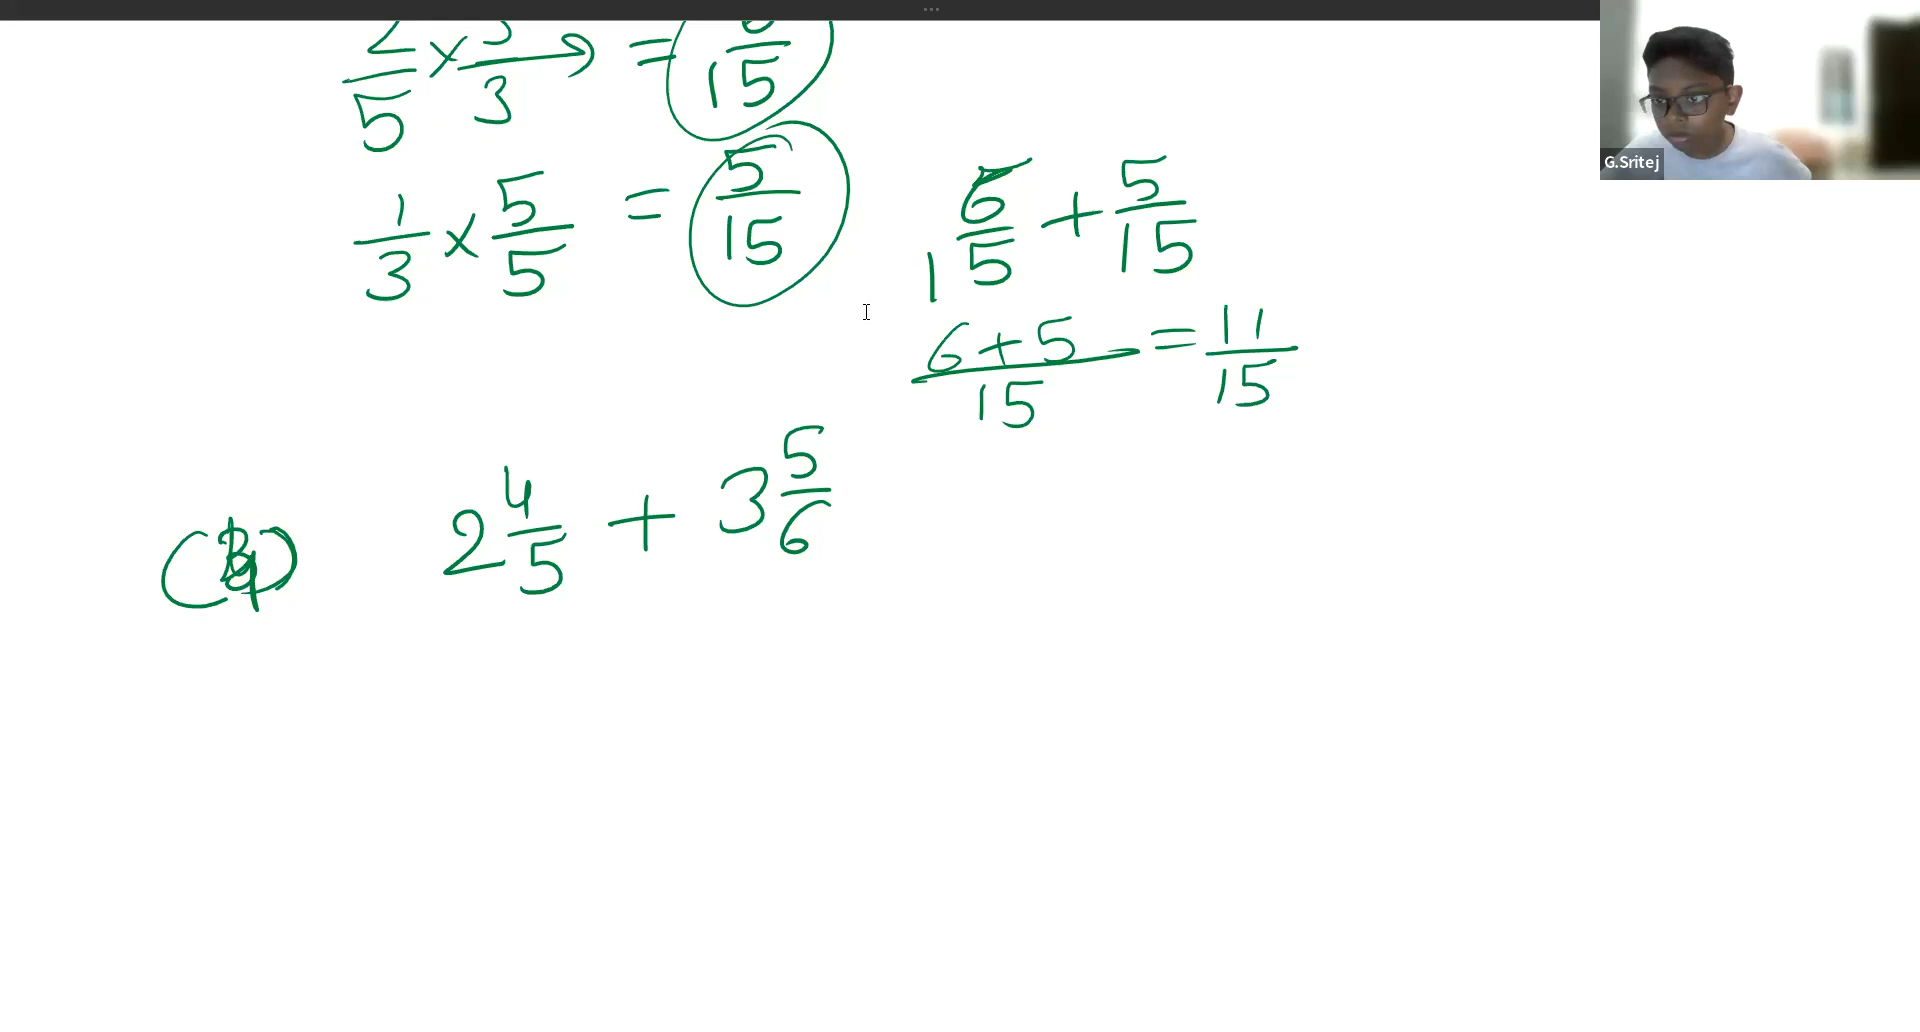 2/5 × 3/3 = 6/15
1/3 × 5/5 = 5/15
6/15 + 5/15
6+5/15 = 11/15
2 4/5 + 3 5/6
G.Sritej